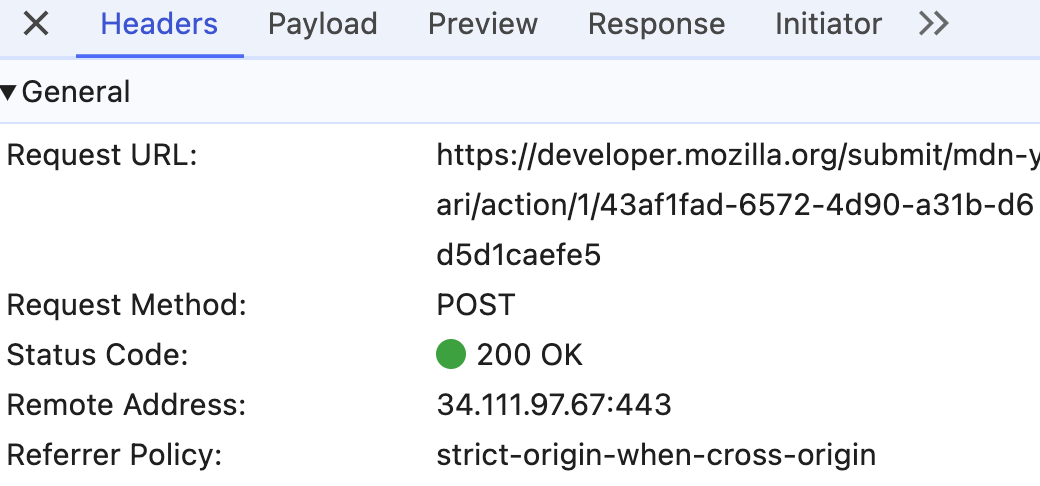 Headers Payload Preview Response Initiator
General
Request URL: https://developer.mozilla.org/submit/mdn-y
ari/action/1/43af1fad-6572-4d90-a31b-d6
d5d1caefe5
Request Method: POST
Status Code: 200 OK
Remote Address: 34.111.97.67:443
Referrer Policy: strict-origin-when-cross-origin